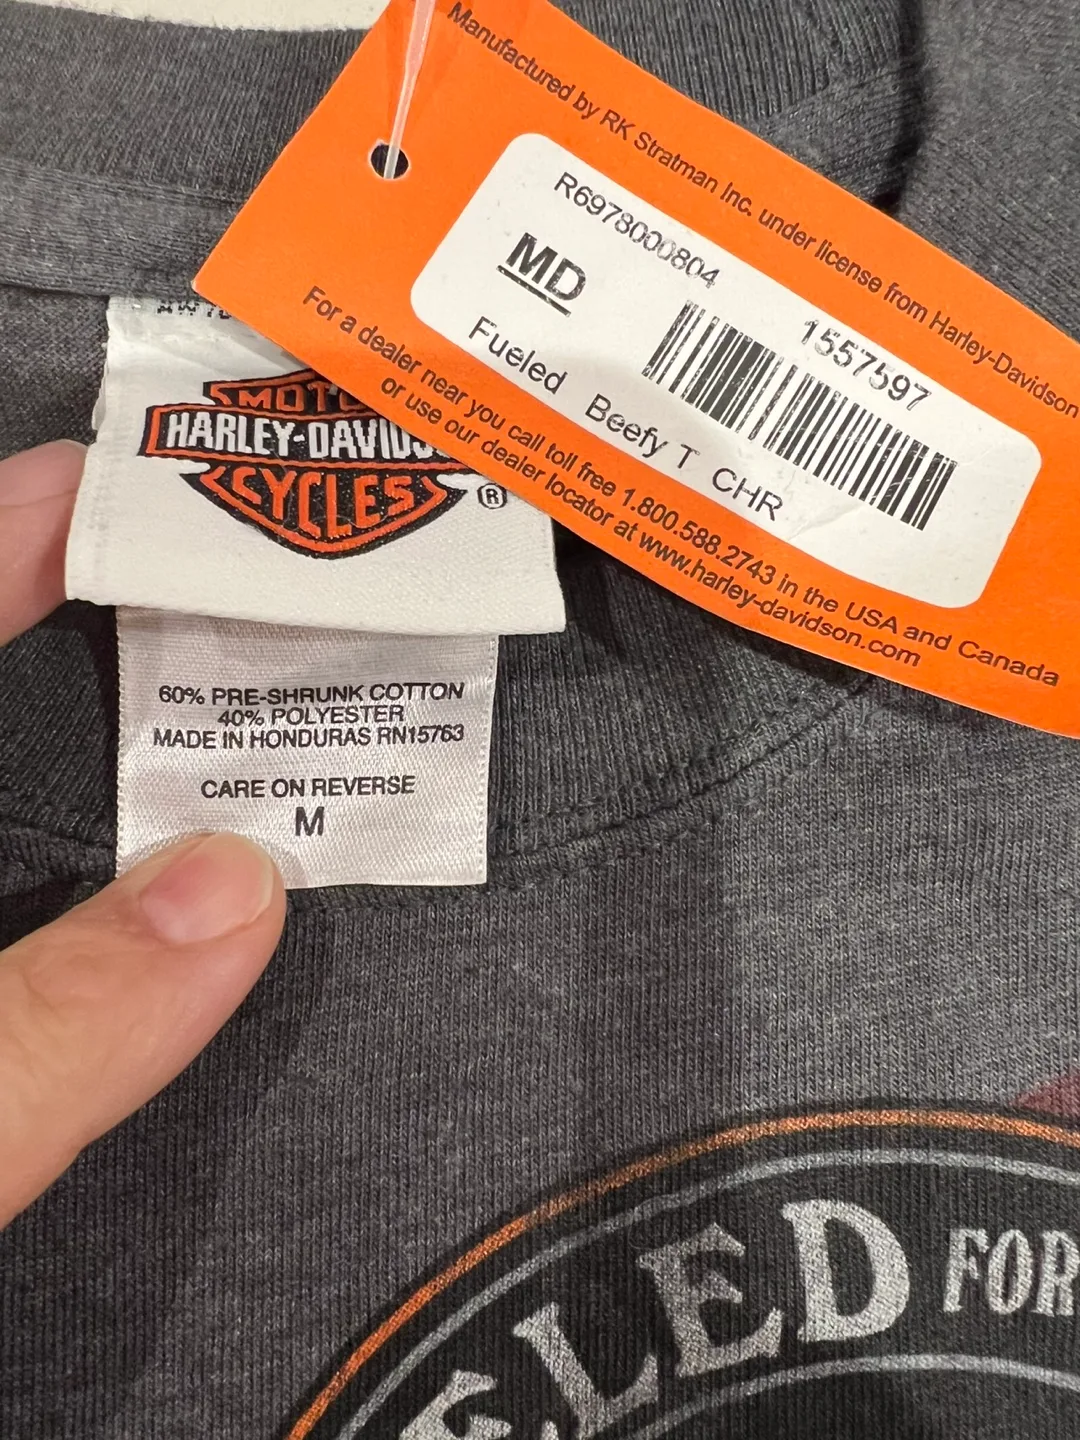 Manufactured by RK Stratman Inc. under license from Harley-Davidson
R6978000804
MD
1557597
Fueled Beefy T CHR
For a dealer near you call toll free 1.800.588.2743 in the USA and Canada
or use our dealer locator at www.harley-davidson.com
MOTO
HARLEY-DAVIDS
CYCLES ®
60% PRE-SHRUNK COTTON
40% POLYESTER
MADE IN HONDURAS RN15763
CARE ON REVERSE
M
ELED FOR